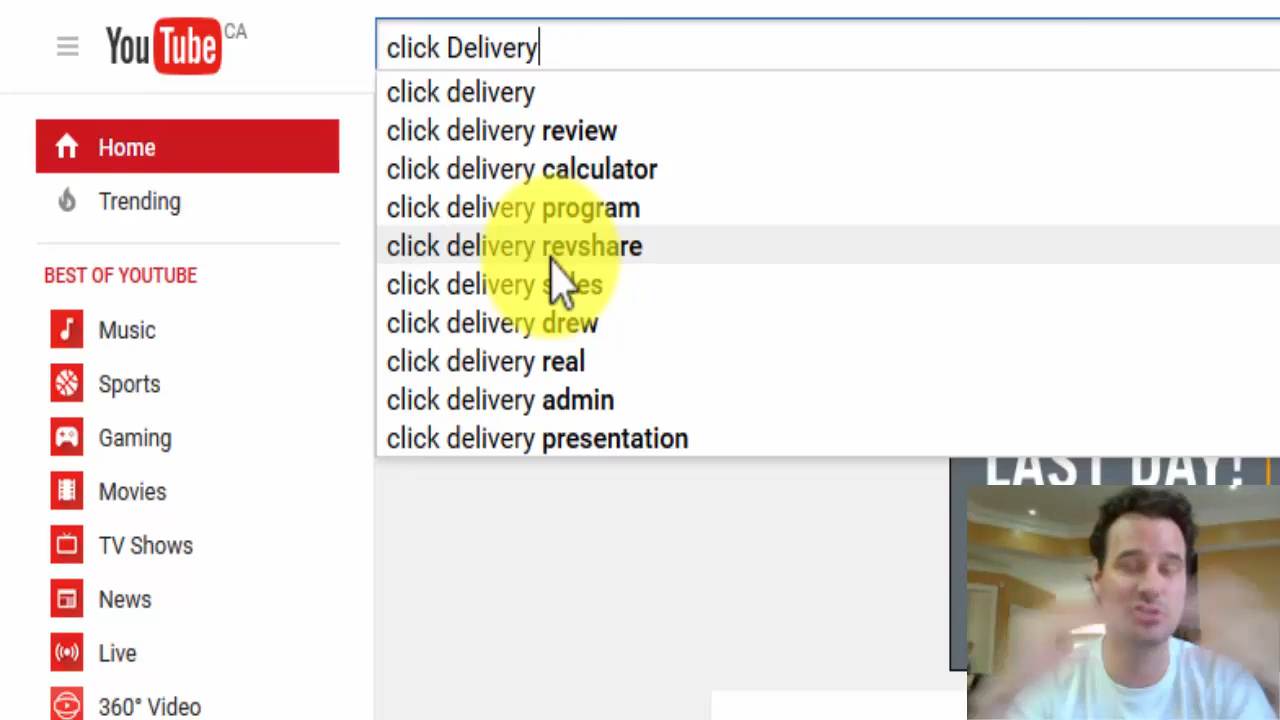 YouTube CA
click Delivery
click delivery
click delivery review
click delivery calculator
click delivery program
click delivery revshare
click delivery sales
click delivery drew
click delivery real
click delivery admin
click delivery presentation
Home
Trending
BEST OF YOUTUBE
Music
Sports
Gaming
Movies
TV Shows
News
Live
360° Video
LAST DAY!